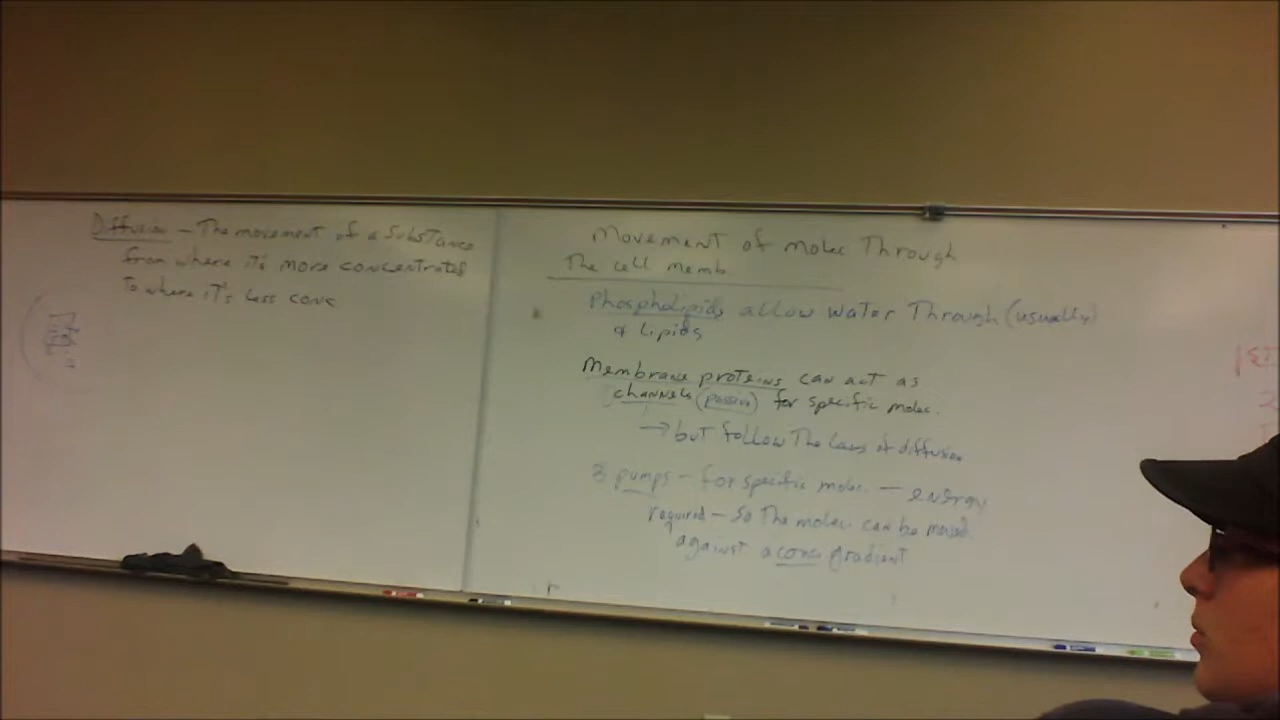 Diffusion - The movement of a substance
from where it's more concentrated
to where it's less conc
Movement of molec Through
The cell memb
Phospholipids allow water Through (usually)
& Lipids
Membrane proteins can act as
channels (passive) for specific molec.
→ but follow The Laws of diffusion
& pumps - for specific molec. - energy
required - so The molec. can be moved
against a conc gradient